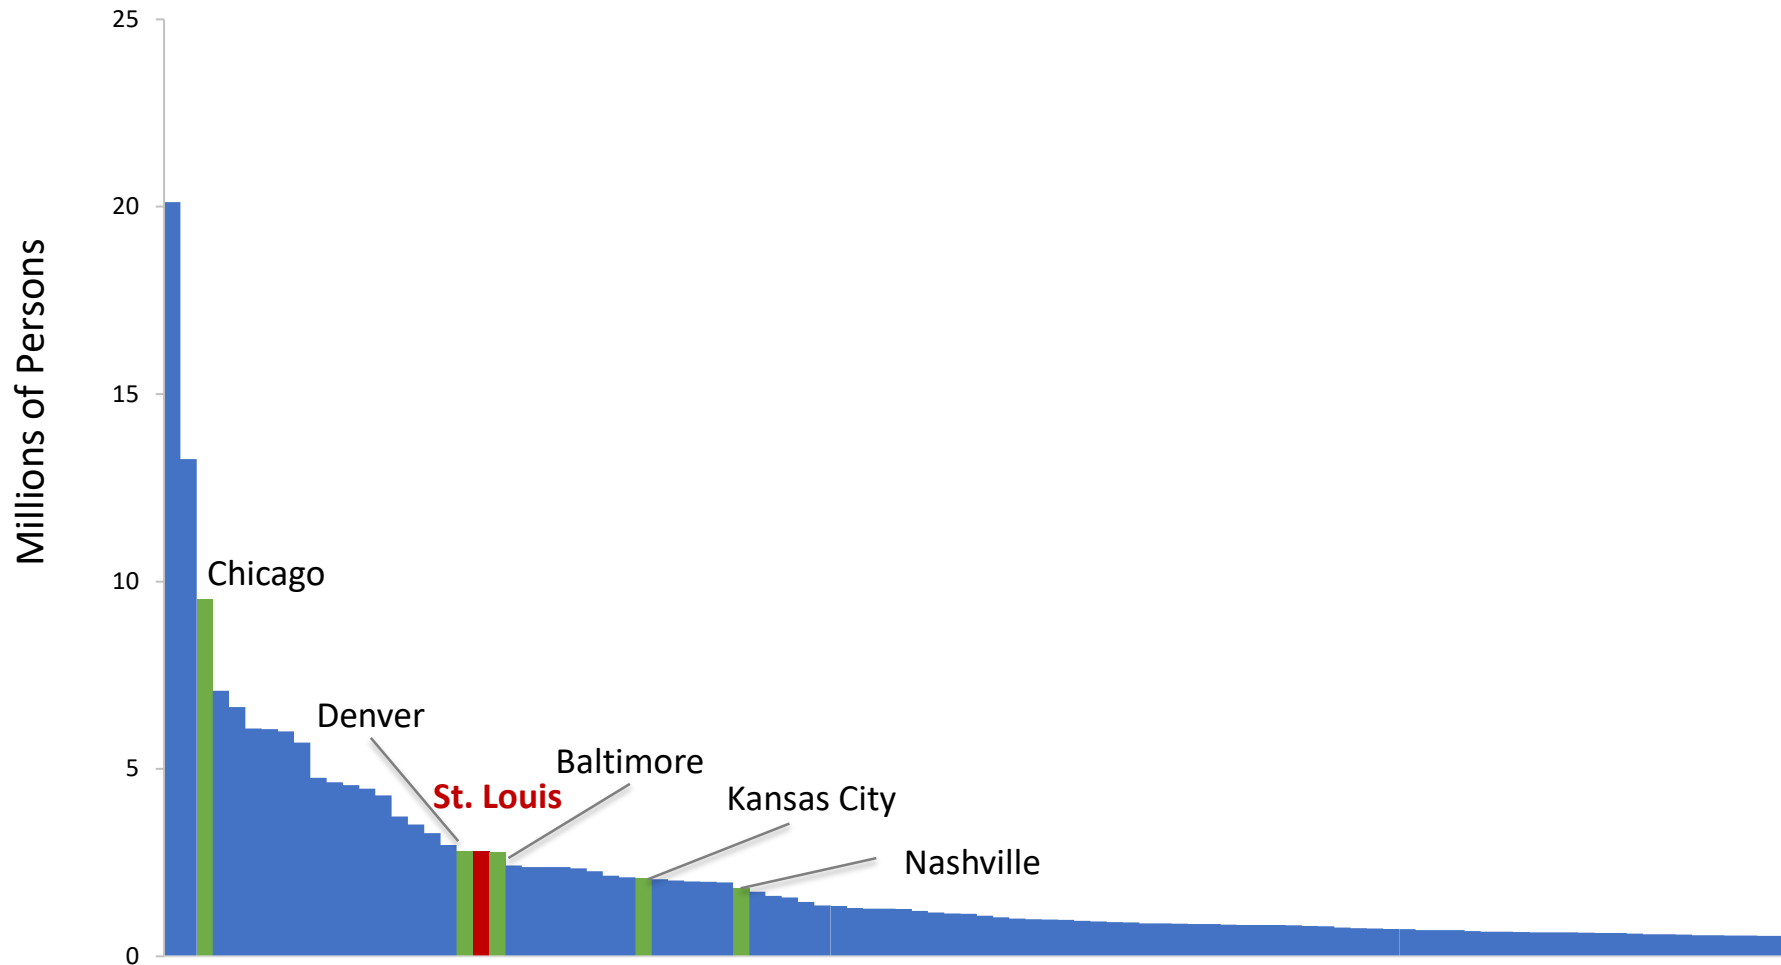 25
20
15
10
5
0
Millions of Persons
Chicago
Denver
St. Louis
Baltimore
Kansas City
Nashville